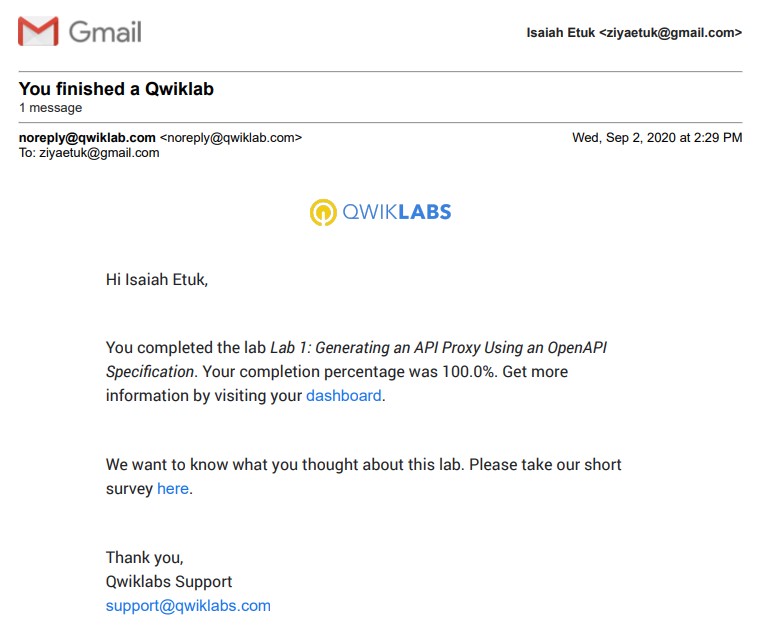 Gmail
Isaiah Etuk <ziyaetuk@gmail.com>
You finished a Qwiklab
1 message
noreply@qwiklab.com <noreply@qwiklab.com>
Wed, Sep 2, 2020 at 2:29 PM
To: ziyaetuk@gmail.com
QWIKLABS
Hi Isaiah Etuk,
You completed the lab Lab 1: Generating an API Proxy Using an OpenAPI
Specification. Your completion percentage was 100.0%. Get more
information by visiting your dashboard.
We want to know what you thought about this lab. Please take our short
survey here.
Thank you,
Qwiklabs Support
support@qwiklabs.com